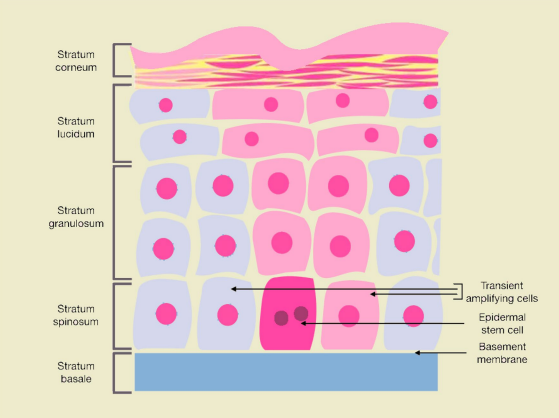 Stratum
corneum
Stratum
lucidum
Stratum
granulosum
Stratum
spinosum
Stratum
basale
Transient
amplifying cells
Epidermal
stem cell
Basement
membrane